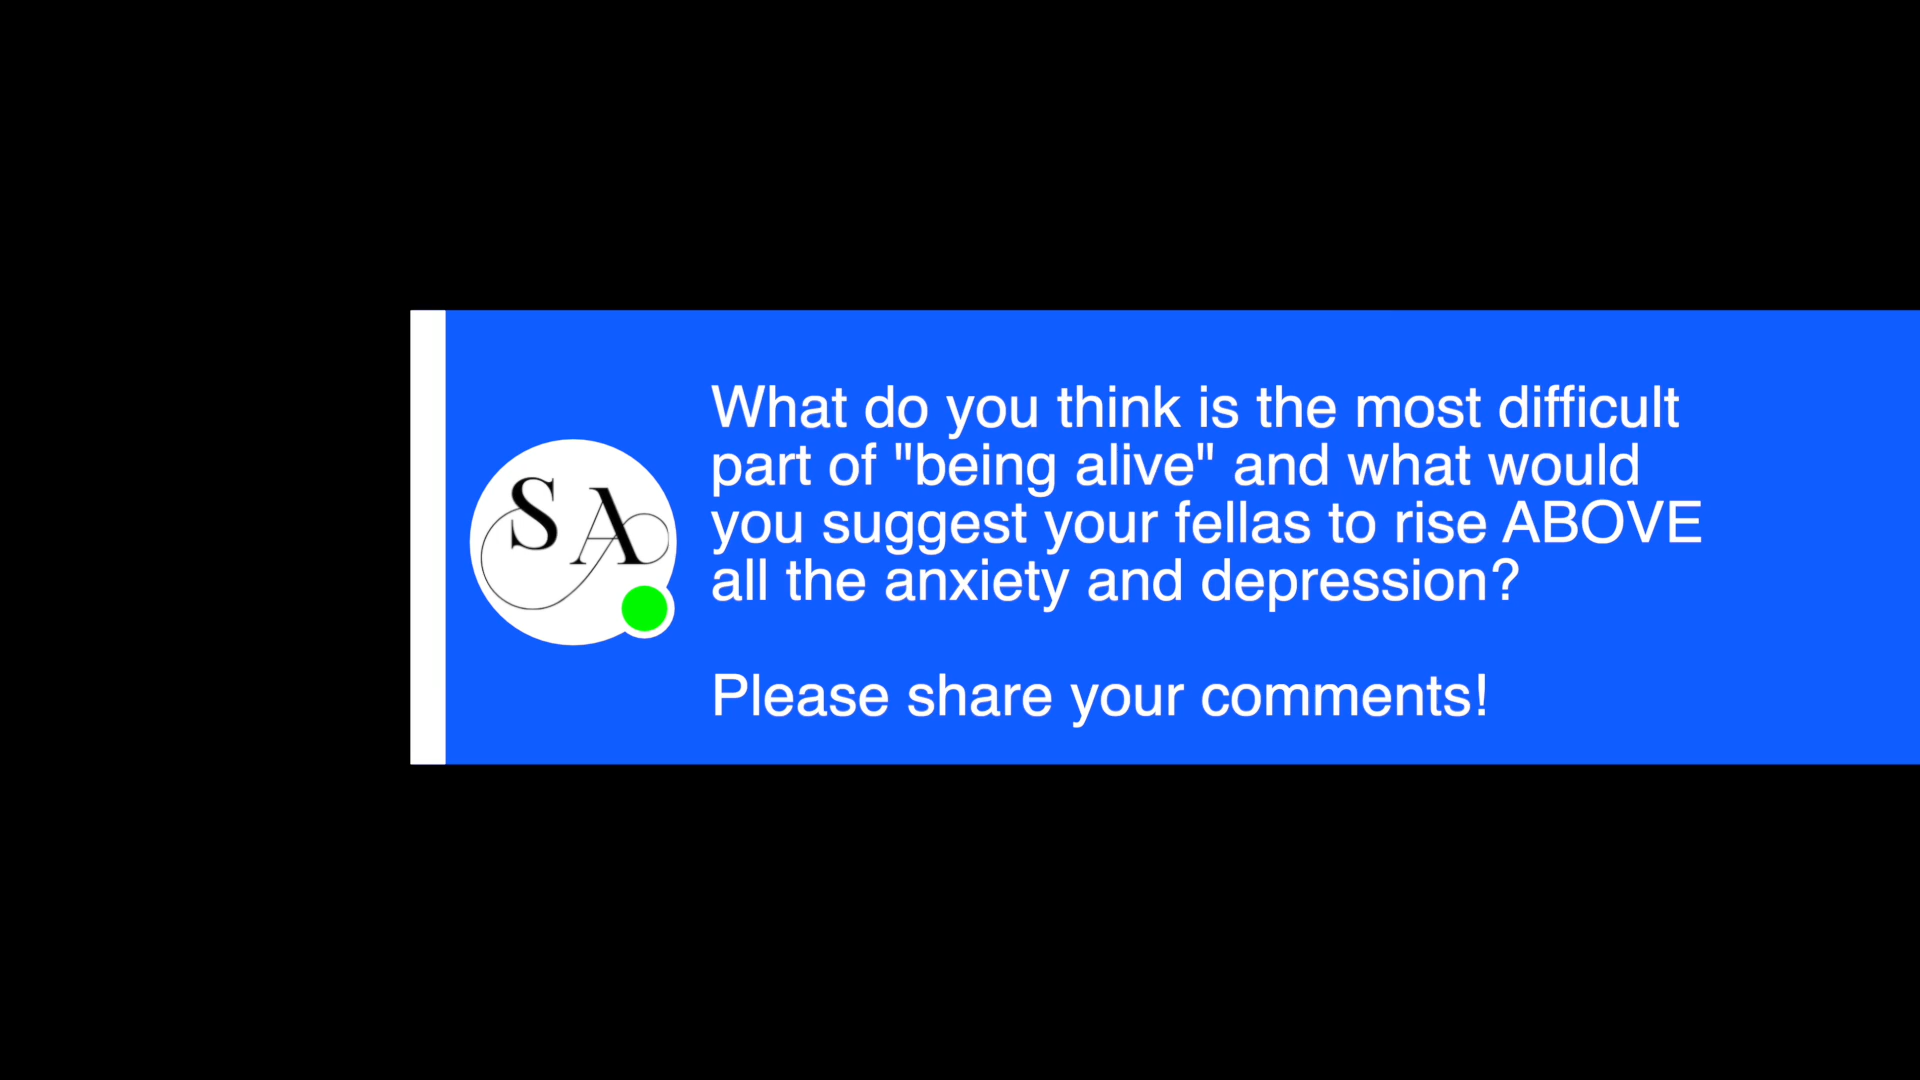 What do you think is the most difficult
part of "being alive" and what would
you suggest your fellas to rise ABOVE
all the anxiety and depression?
Please share your comments!
SA